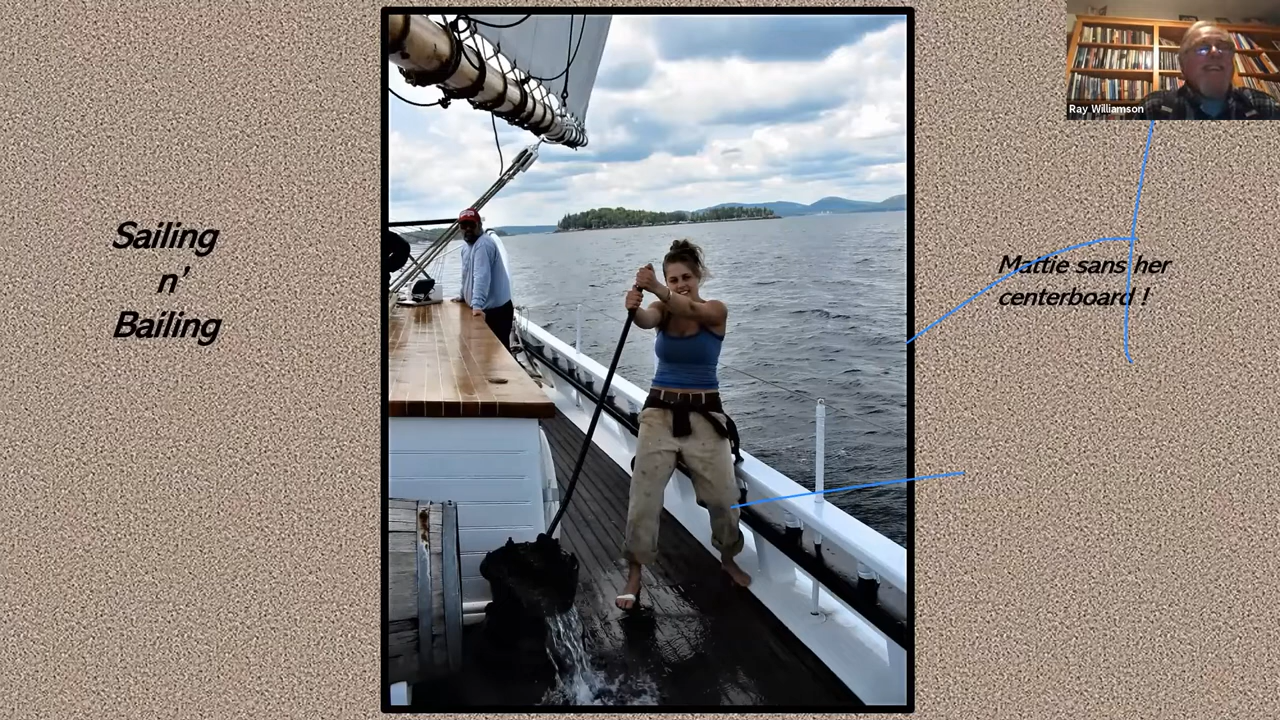 Ray Williamson
Sailing
n'
Bailing
Mattie sans her
centerboard !